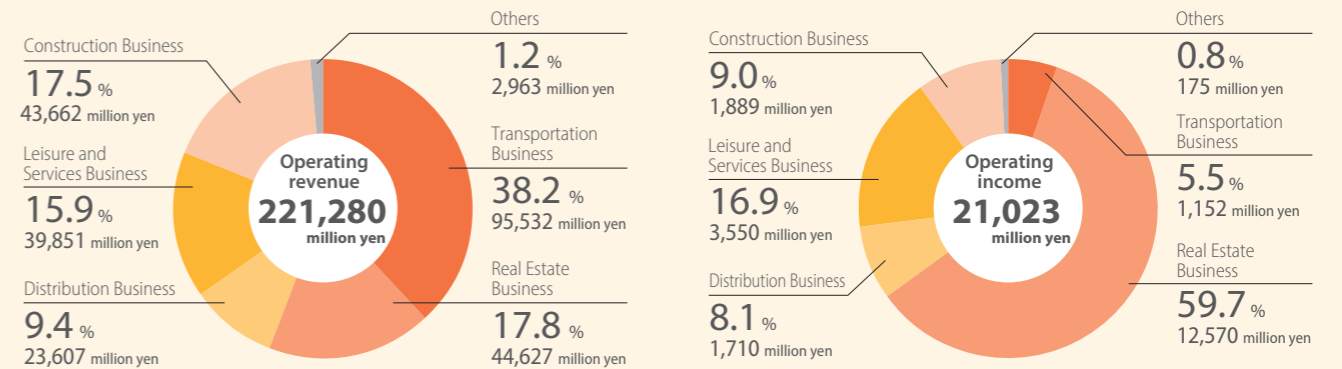 Construction Business
17.5 %
43,662 million yen
Leisure and
Services Business
15.9 %
39,851 million yen
Distribution Business
9.4 %
23,607 million yen
Operating
revenue
221,280
million yen
Others
1.2 %
2,963 million yen
Transportation
Business
38.2 %
95,532 million yen
Real Estate
Business
17.8 %
44,627 million yen
Construction Business
9.0 %
1,889 million yen
Leisure and
Services Business
16.9 %
3,550 million yen
Distribution Business
8.1 %
1,710 million yen
Operating
income
21,023
million yen
Others
0.8 %
175 million yen
Transportation
Business
5.5 %
1,152 million yen
Real Estate
Business
59.7 %
12,570 million yen